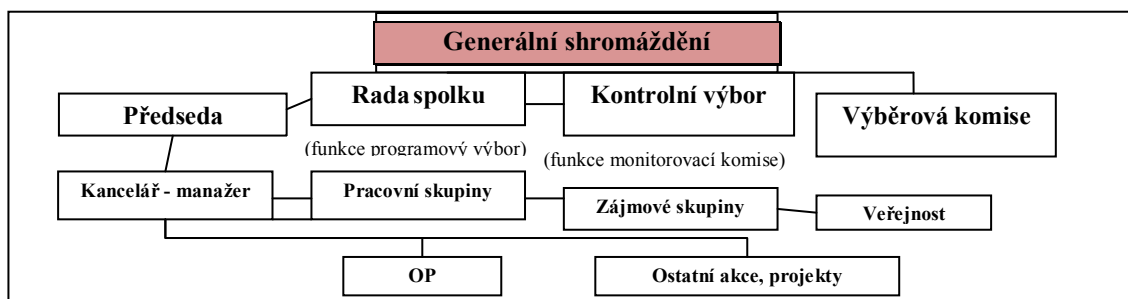 Generální shromáždění
Předseda
Rada spolku
Kontrolní výbor
Výběrová komise
(funkce programový výbor)
(funkce monitorovací komise)
Kancelář - manažer
Pracovní skupiny
Zájmové skupiny
Veřejnost
OP
Ostatní akce, projekty